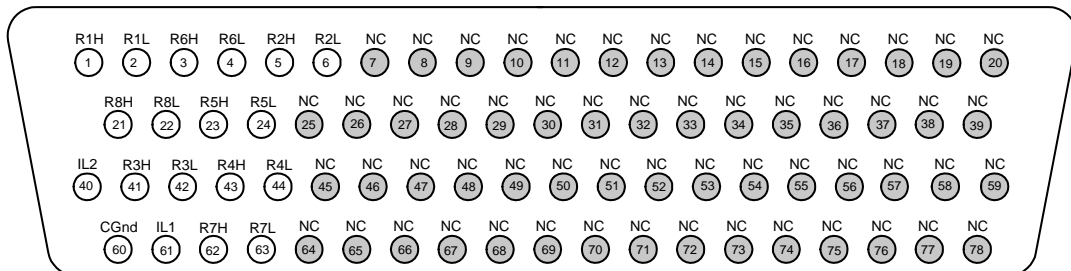 R1H R1L R6H R6L R2H R2L NC NC NC NC NC NC NC NC NC NC NC NC NC NC
1 2 3 4 5 6 7 8 9 10 11 12 13 14 15 16 17 18 19 20
R8H R8L R5H R5L NC NC NC NC NC NC NC NC NC NC NC NC NC NC NC
21 22 23 24 25 26 27 28 29 30 31 32 33 34 35 36 37 38 39
IL2 R3H R3L R4H R4L NC NC NC NC NC NC NC NC NC NC NC NC NC NC NC
40 41 42 43 44 45 46 47 48 49 50 51 52 53 54 55 56 57 58 59
CGnd IL1 R7H R7L NC NC NC NC NC NC NC NC NC NC NC NC NC NC NC
60 61 62 63 64 65 66 67 68 69 70 71 72 73 74 75 76 77 78